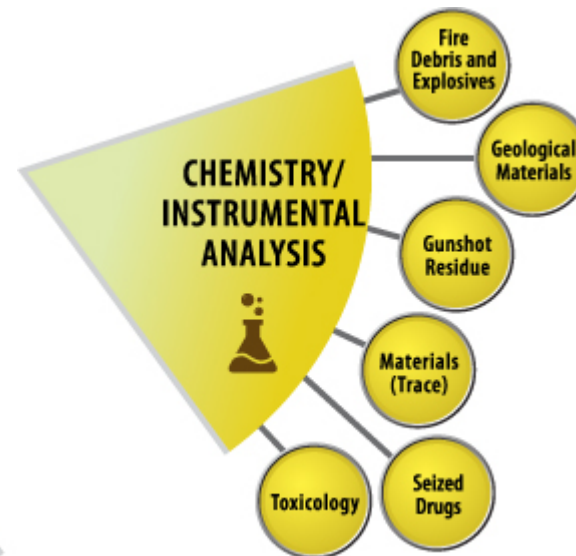 Fire
Debris and
Explosives
Geological
Materials
CHEMISTRY/
INSTRUMENTAL
ANALYSIS
Gunshot
Residue
Materials
(Trace)
Seized
Drugs
Toxicology